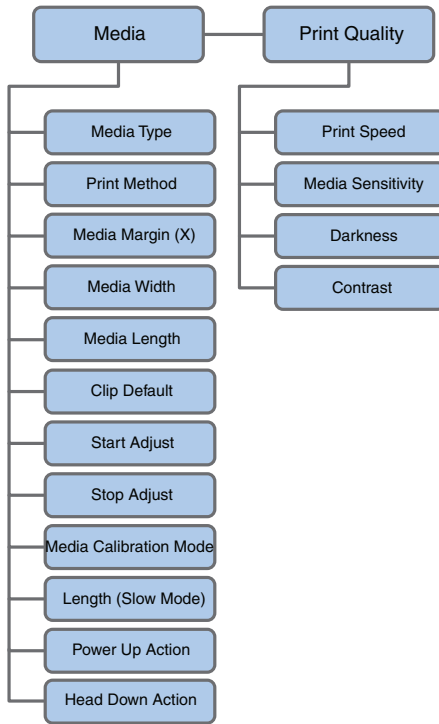 Media
Print Quality
Media Type
Print Method
Media Margin (X)
Media Width
Media Length
Clip Default
Start Adjust
Stop Adjust
Media Calibration Mode
Length (Slow Mode)
Power Up Action
Head Down Action
Print Speed
Media Sensitivity
Darkness
Contrast